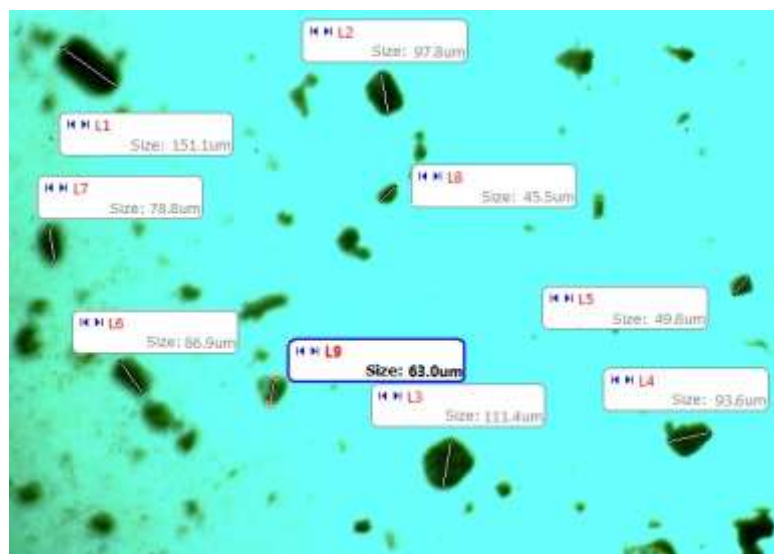 L2
Size: 97.8um
L1
Size: 151.1um
L8
Size: 45.5um
L7
Size: 78.8um
L5
Size: 49.8um
L6
Size: 86.9um
L9
Size: 63.0um
L4
Size: 93.6um
L3
Size: 111.4um